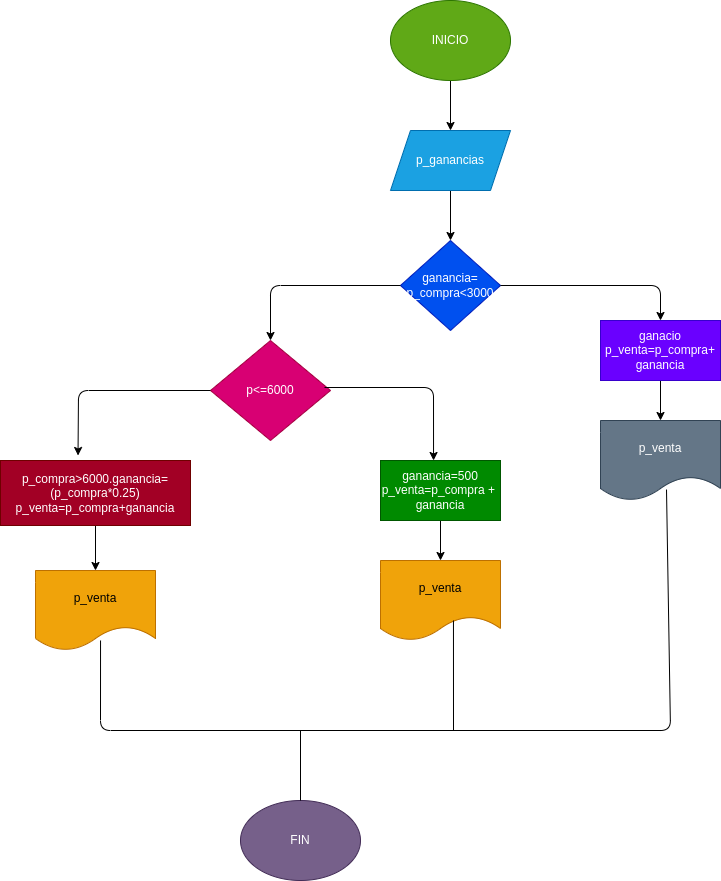 INICIO
p_ganancias
ganancia=
p_compra<3000
ganacio
p_venta=p_compra+
ganancia
p<=6000
p_venta
p_compra>6000.ganancia=
(p_compra*0.25)
p_venta=p_compra+ganancia
ganancia=500
p_venta=p_compra +
ganancia
p_venta
p_venta
FIN